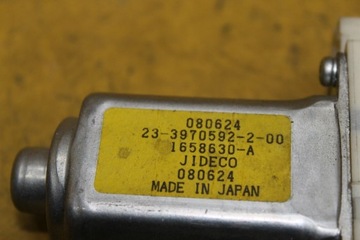 080624
23-3970592-2-00
1658630-A
JIDECO
080624
MADE IN JAPAN